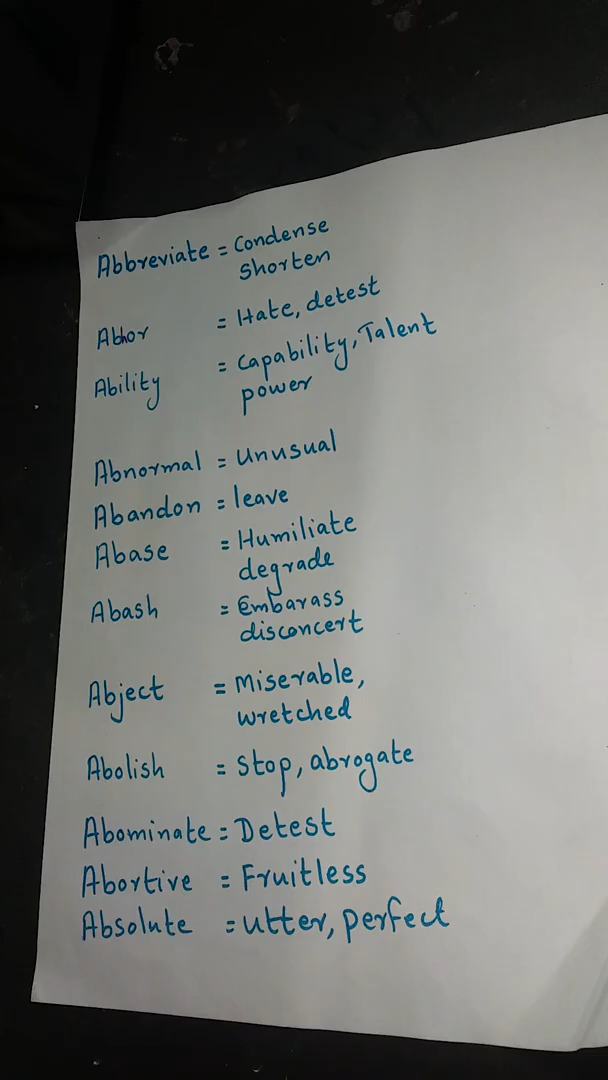 Abbreviate = Condense
shorten
Abhor = Hate, detest
Ability = Capability, Talent
power
Abnormal = Unusual
Abandon = leave
Abase = Humiliate
degrade
Abash = Embarass
disconcert
Abject = Miserable,
wretched
Abolish = Stop, abrogate
Abominate = Detest
Abortive = Fruitless
Absolute = utter, perfect